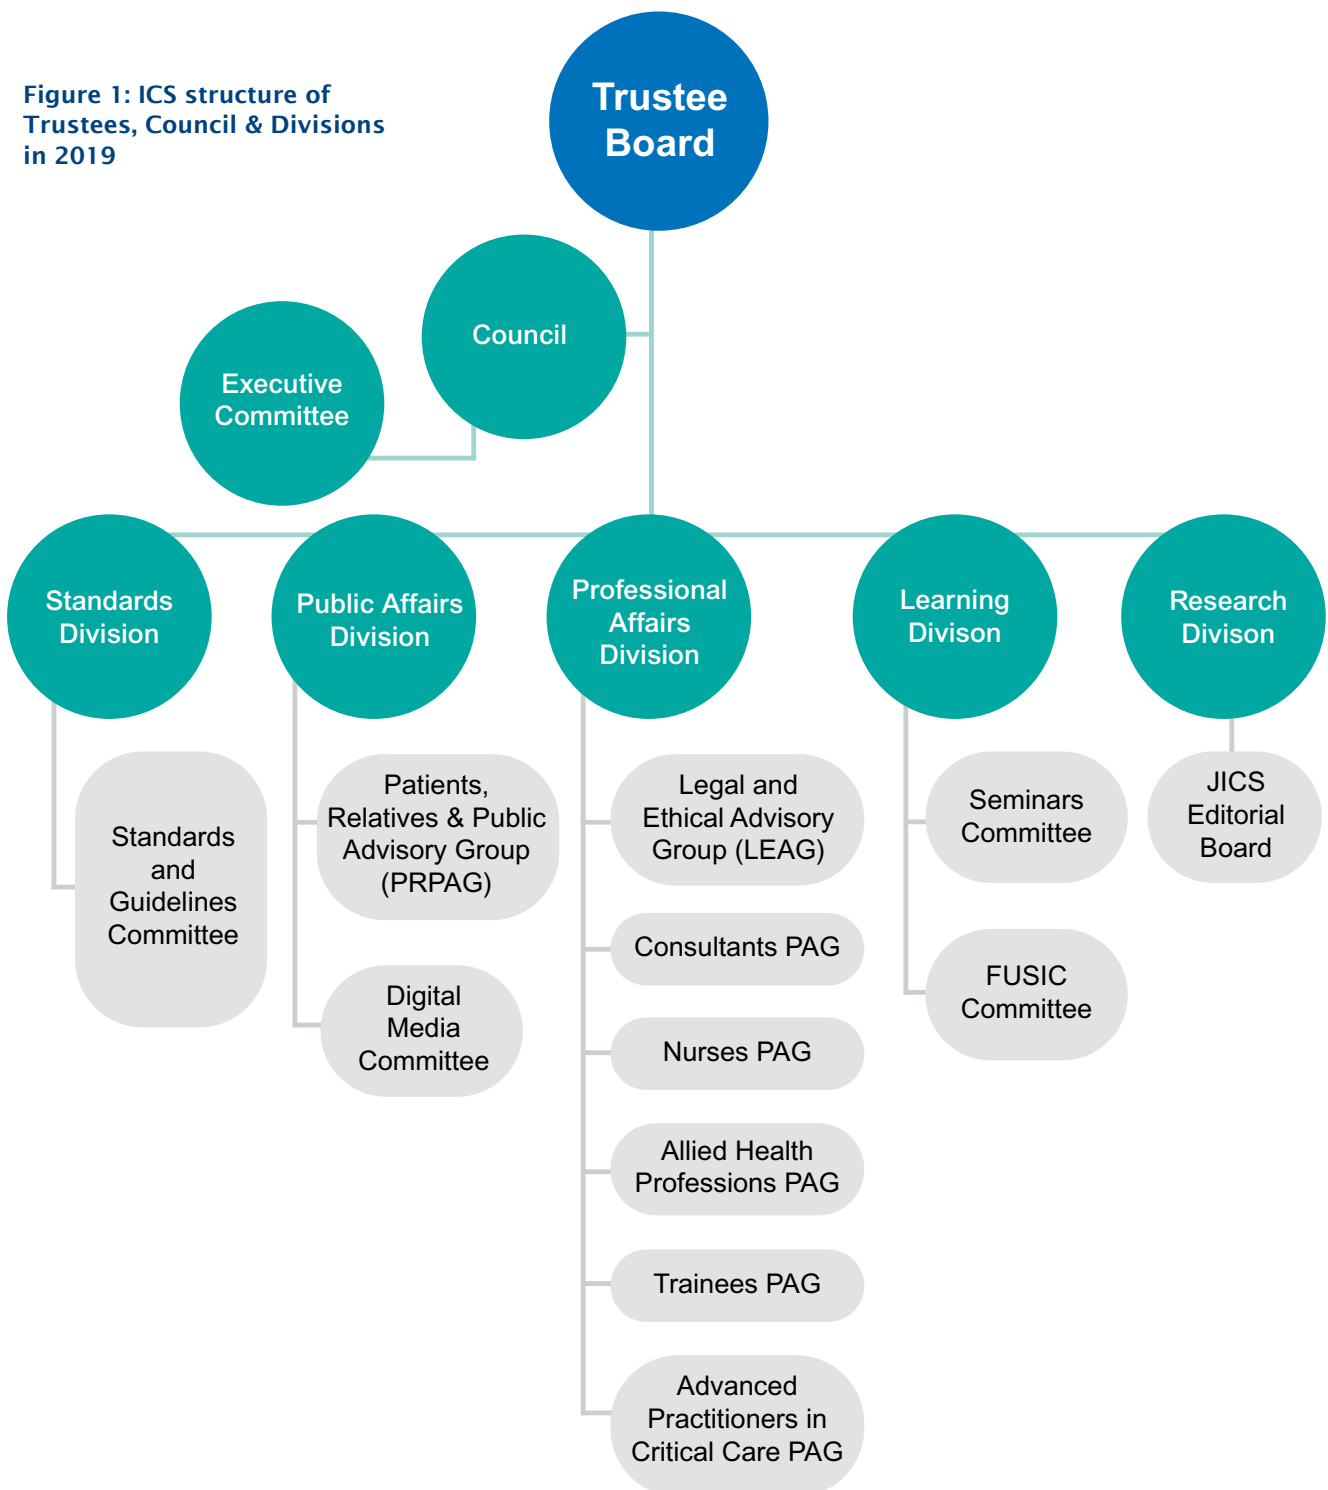 Figure 1: ICS structure of
Trustees, Council & Divisions
in 2019
Trustee
Board
Council
Executive
Committee
Standards
Division
Public Affairs
Division
Professional
Affairs
Division
Learning
Divison
Research
Divison
Standards
and
Guidelines
Committee
Patients,
Relatives & Public
Advisory Group
(PRPAG)
Digital
Media
Committee
Legal and
Ethical Advisory
Group (LEAG)
Consultants PAG
Nurses PAG
Allied Health
Professions PAG
Trainees PAG
Advanced
Practitioners in
Critical Care PAG
Seminars
Committee
FUSIC
Committee
JICS
Editorial
Board